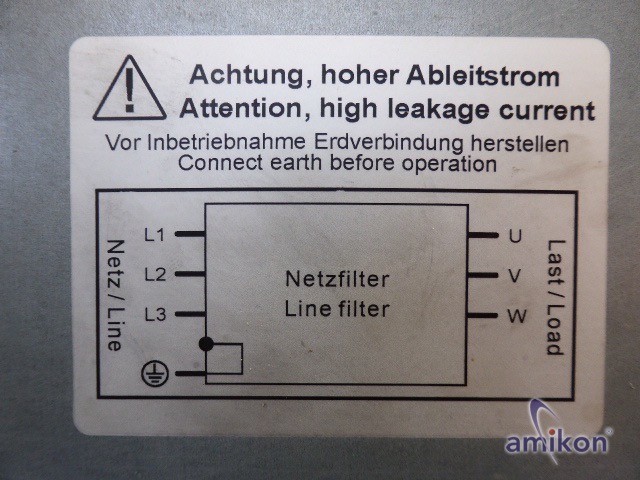 Achtung, hoher Ableitstrom
Attention, high leakage current
Vor Inbetriebnahme Erdverbindung herstellen
Connect earth before operation
Netz / Line
L1
L2
L3
Netzfilter
Line filter
U
V
W
Last / Load
amikon